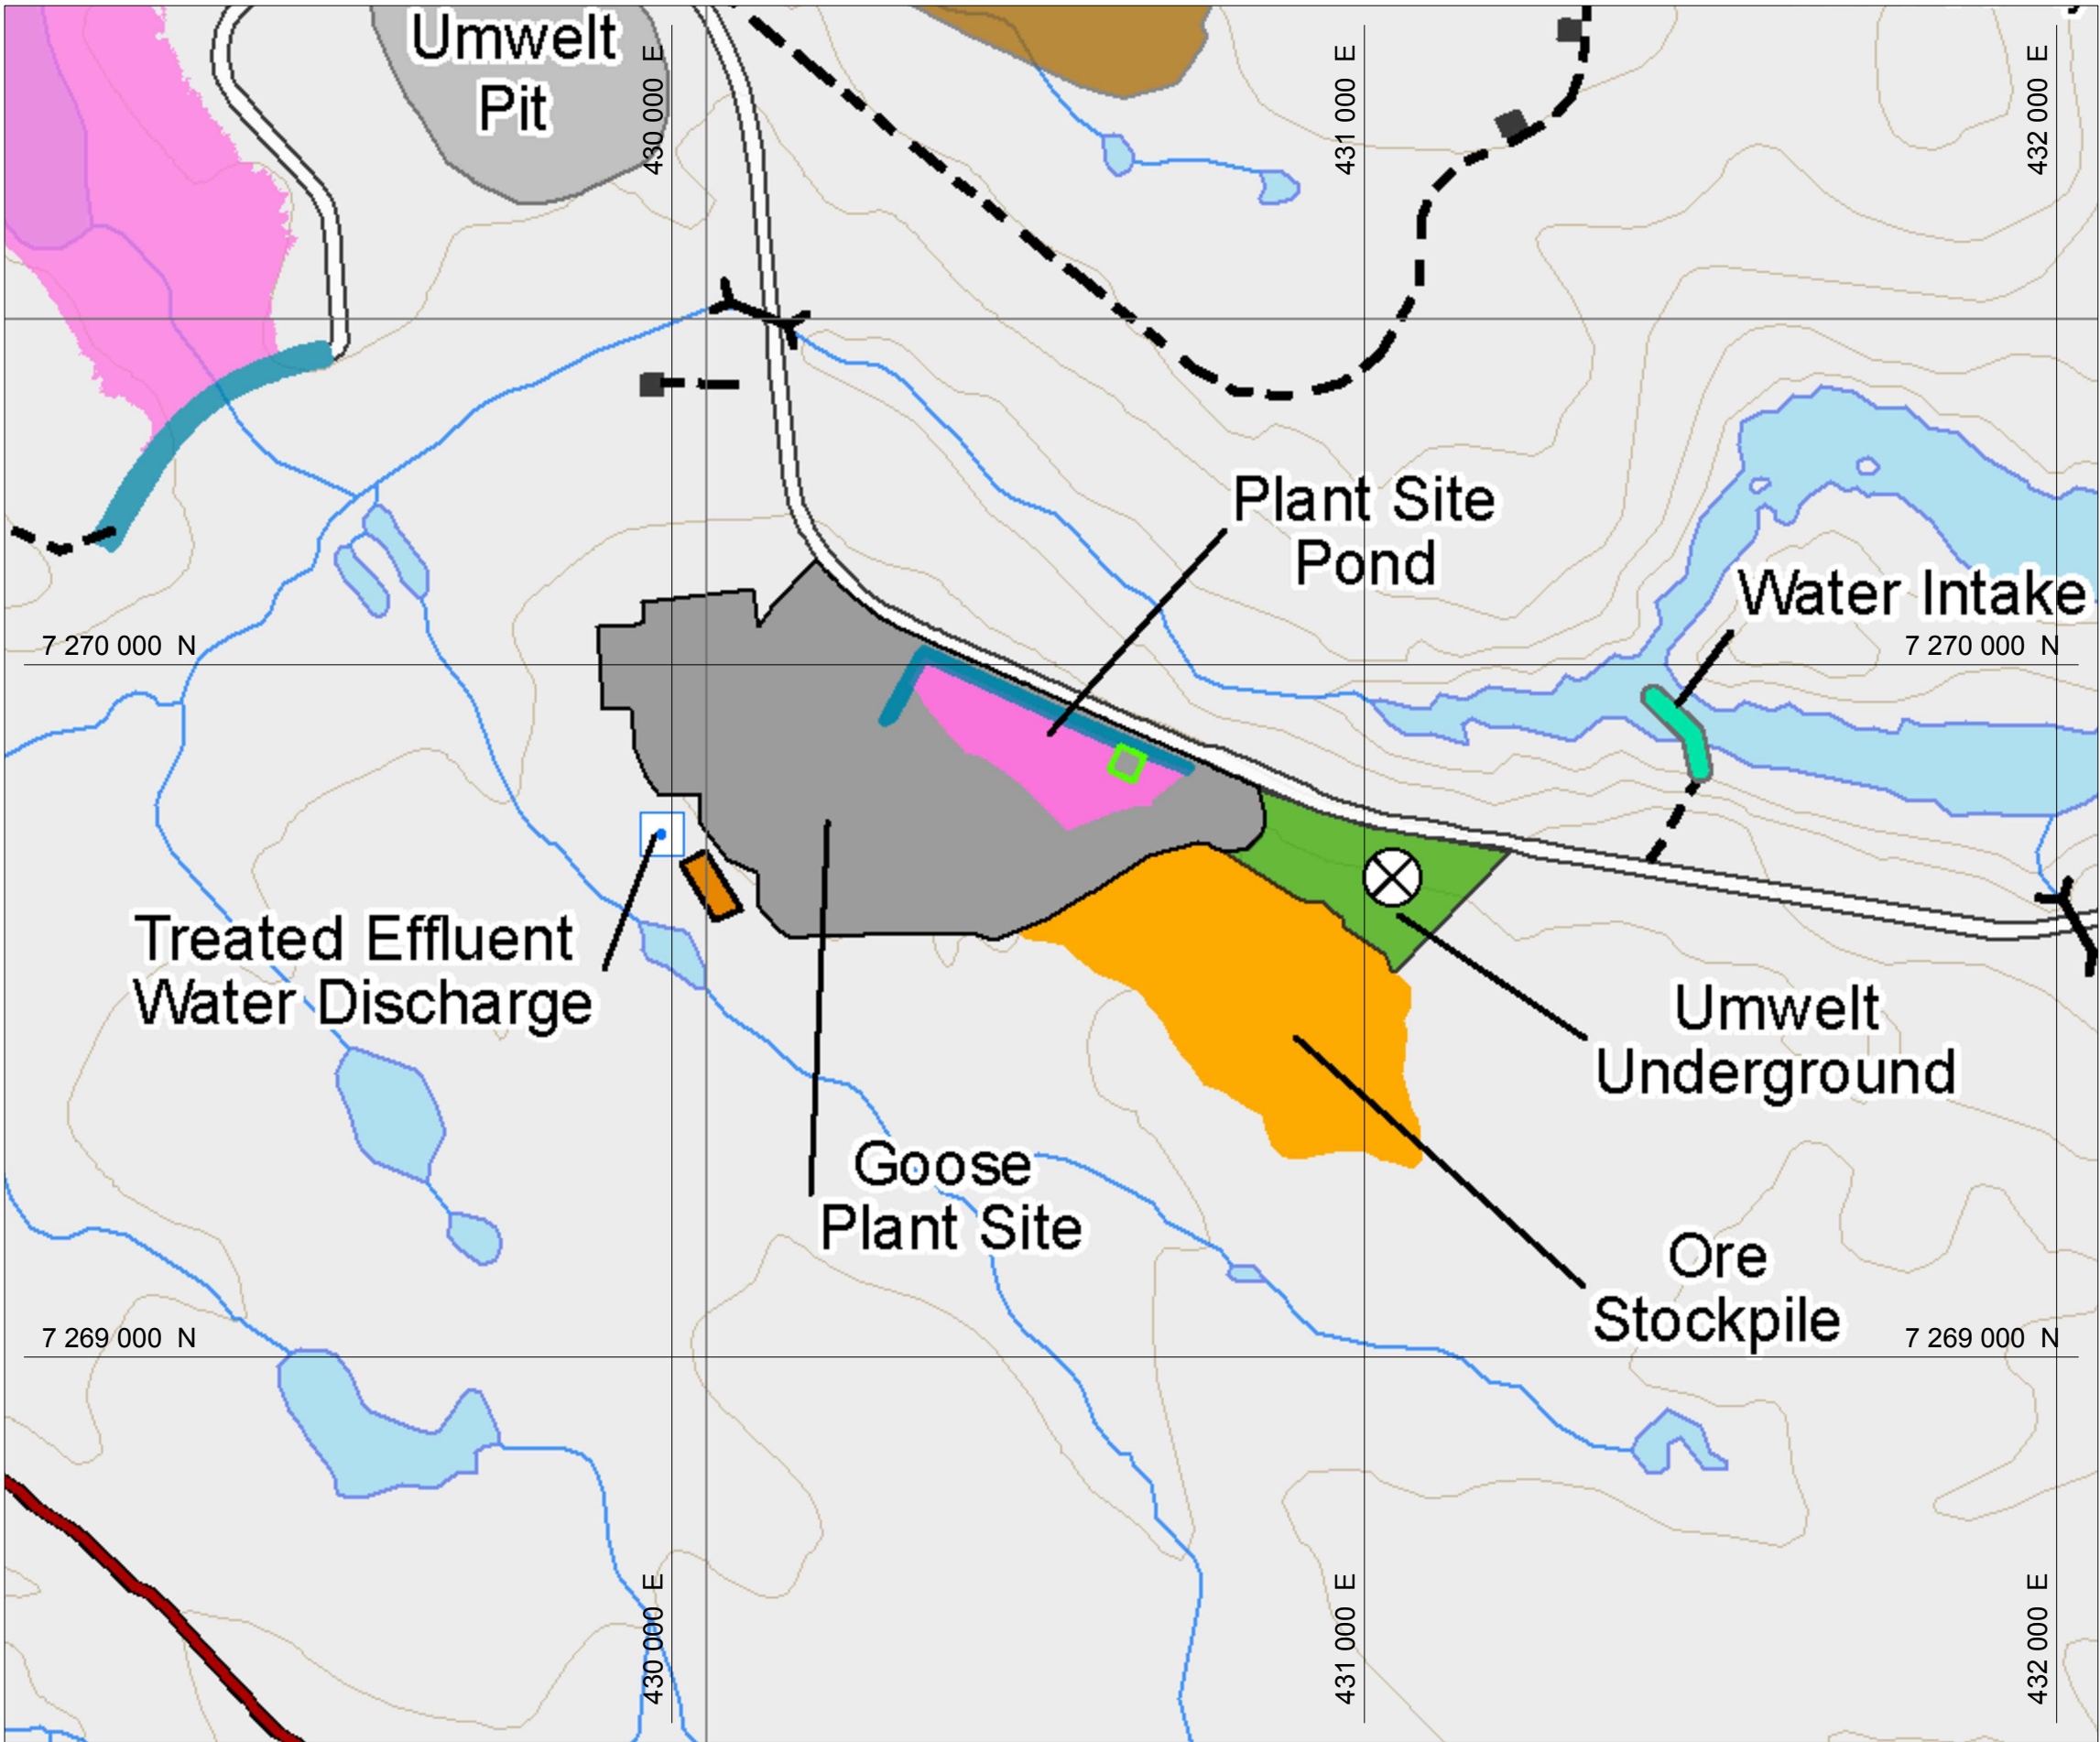 Umwelt
Pit
430 000 E
431 000 E
432 000 E
Plant Site
Pond
Water Intake
7 270 000 N
7 270 000 N
Treated Effluent
Water Discharge
Umwelt
Underground
Goose
Plant Site
Ore
Stockpile
7 269 000 N
7 269 000 N
430 000 E
431 000 E
432 000 E